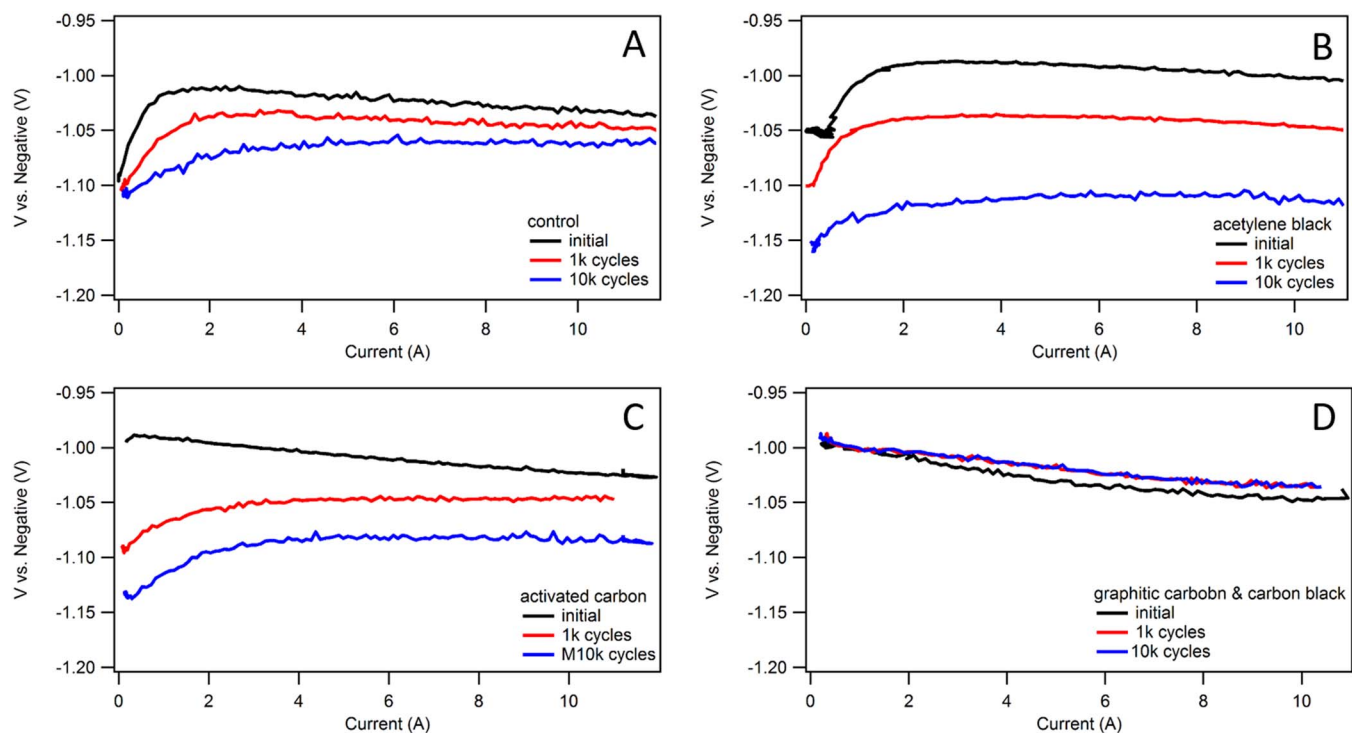 A
V vs. Negative (V)
-0.95
-1.00
-1.05
-1.10
-1.15
-1.20
control
initial
1k cycles
10k cycles
0 2 4 6 8 10
Current (A)
B
V vs. Negative (V)
-0.95
-1.00
-1.05
-1.10
-1.15
-1.20
acetylene black
initial
1k cycles
10k cycles
0 2 4 6 8 10
Current (A)
C
V vs. Negative (V)
-0.95
-1.00
-1.05
-1.10
-1.15
-1.20
activated carbon
initial
1k cycles
M10k cycles
0 2 4 6 8 10
Current (A)
D
V vs. Negative (V)
-0.95
-1.00
-1.05
-1.10
-1.15
-1.20
graphitic carbobn & carbon black
initial
1k cycles
10k cycles
0 2 4 6 8 10
Current (A)